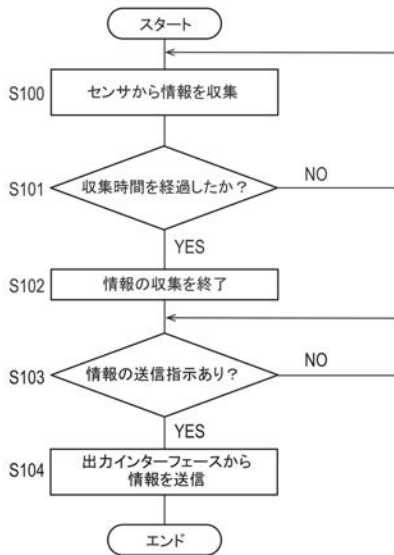 スタート
S100
センサから情報を収集
S101
収集時間を経過したか？
NO
YES
S102
情報の収集を終了
S103
情報の送信指示あり？
NO
YES
S104
出力インターフェースから
情報を送信
エンド